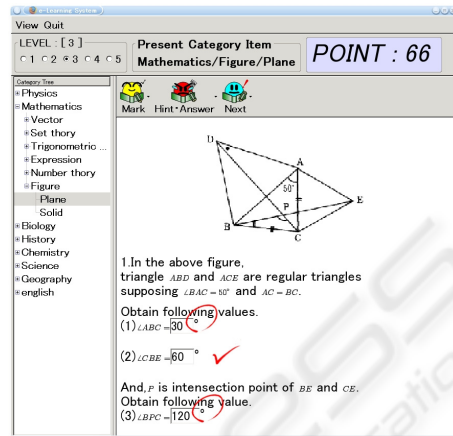 e-Learning System
View Quit
LEVEL : [ 3 ]
1 2 3 4 5
Present Category Item
Mathematics/Figure/Plane
POINT : 66
Category Tree
Physics
Mathematics
Vector
Set thory
Trigonometric ...
Expression
Number thory
Figure
Plane
Solid
Biology
History
Chemistry
Science
Geography
english
Mark Hint・Answer Next
D
A
50°
P
E
B
C
1.In the above figure,
triangle ABD and ACE are regular triangles
supposing ∠BAC = 50° and AC = BC.
Obtain following values.
(1)∠ABC =30 °
(2)∠CBE =60 °
And,P is intensection point of BE and CE.
Obtain following value.
(3)∠BPC =120 °